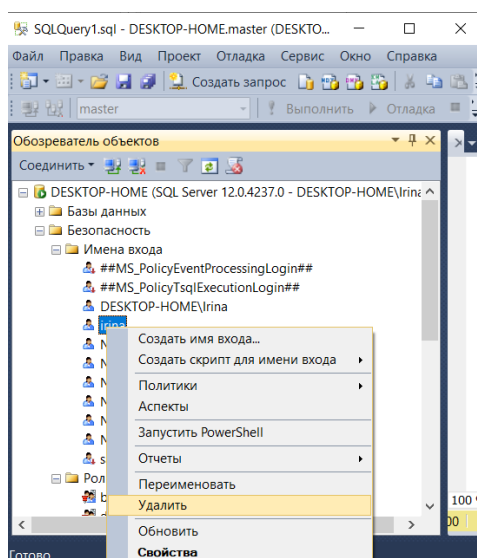 SQLQuery1.sql - DESKTOP-HOME.master (DESKTO...
Файл Правка Вид Проект Отладка Сервис Окно Справка
Создать запрос
master Выполнить Отладка
Обозреватель объектов
Соединить
DESKTOP-HOME (SQL Server 12.0.4237.0 - DESKTOP-HOME\Irina
Базы данных
Безопасность
Имена входа
##MS_PolicyEventProcessingLogin##
##MS_PolicyTsqlExecutionLogin##
DESKTOP-HOME\Irina
irina
Создать имя входа...
Создать скрипт для имени входа
Политики
Аспекты
Запустить PowerShell
Отчеты
Переименовать
Удалить
Обновить
Свойства
N
N
N
N
N
N
s
Рол
b
100
Готово